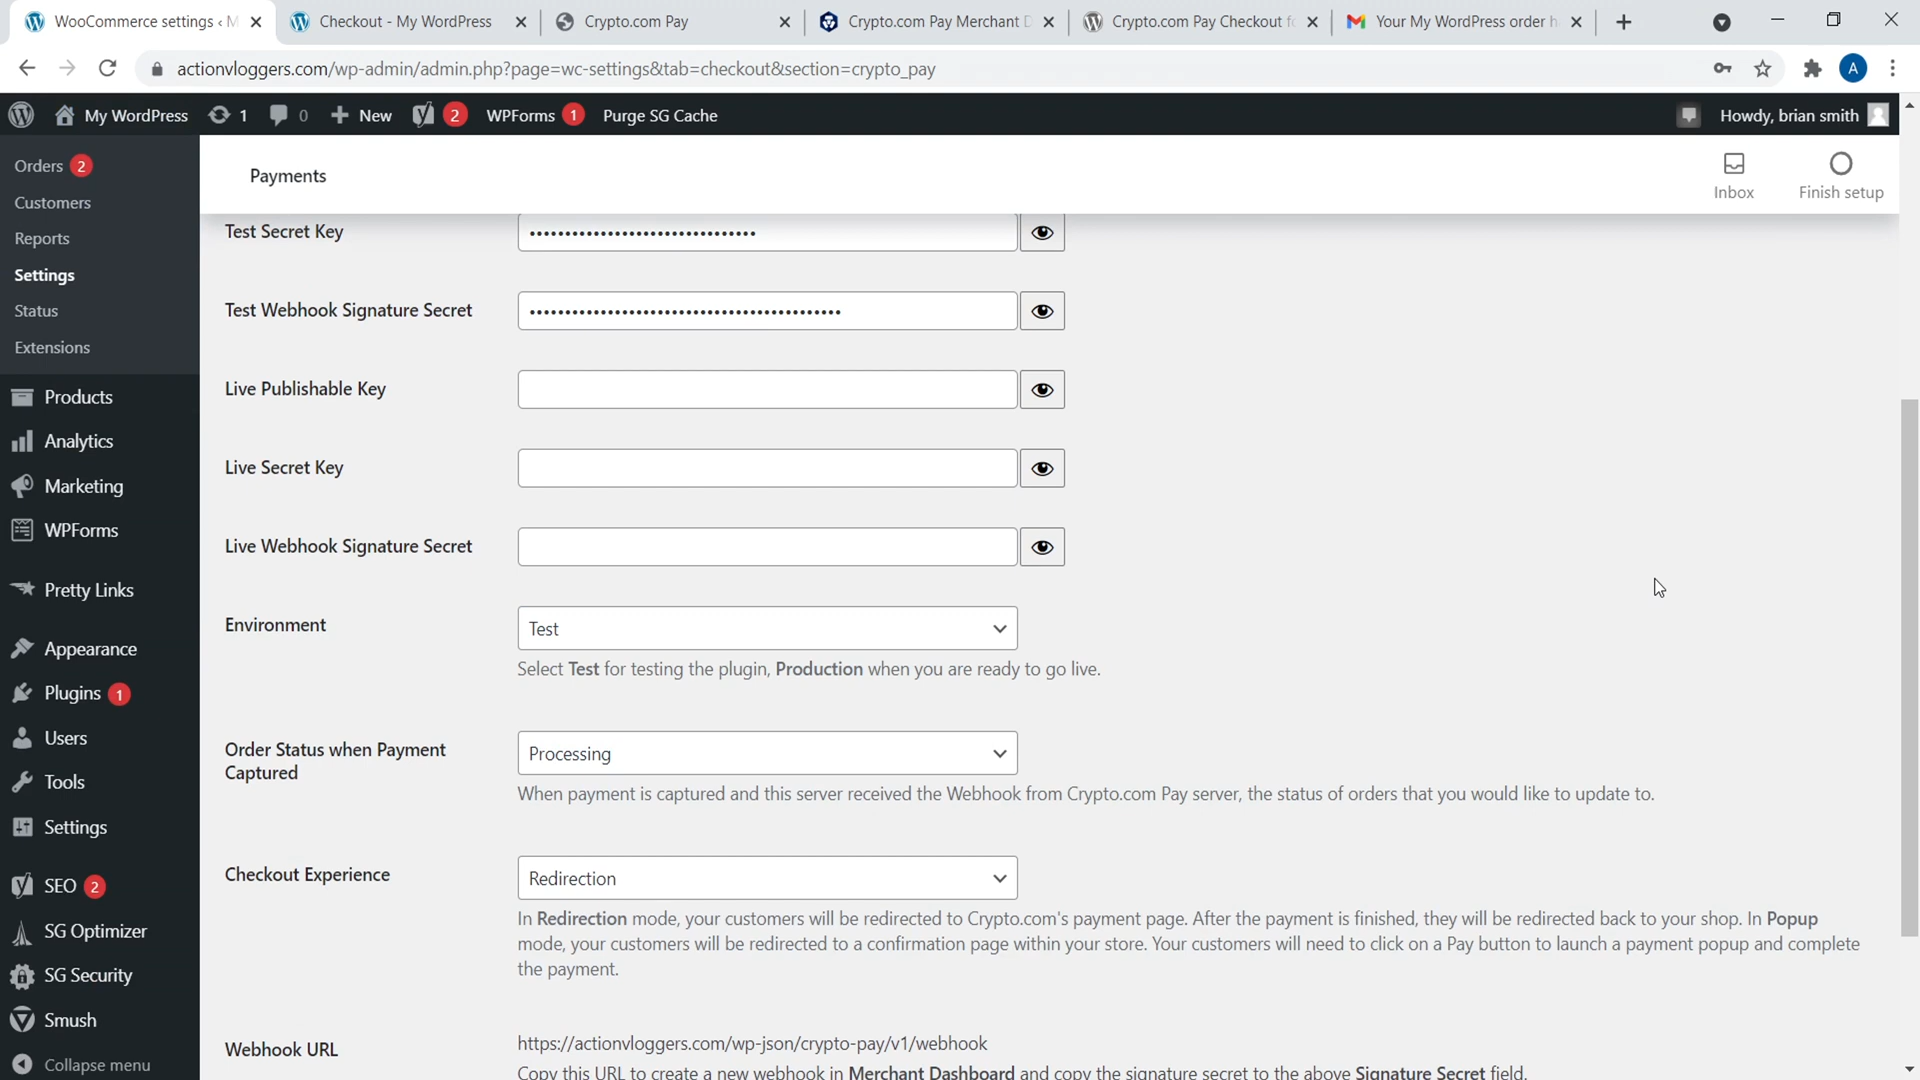 WooCommerce settings ‹ M
Checkout - My WordPress
Crypto.com Pay
Crypto.com Pay Merchant D
Crypto.com Pay Checkout fo
Your My WordPress order h
actionvloggers.com/wp-admin/admin.php?page=wc-settings&tab=checkout&section=crypto_pay
A
My WordPress
1
0
New
2
WPForms 1
Purge SG Cache
Howdy, brian smith
Orders 2
Customers
Reports
Settings
Status
Extensions
Products
Analytics
Marketing
WPForms
Pretty Links
Appearance
Plugins 1
Users
Tools
Settings
SEO 2
SG Optimizer
SG Security
Smush
Collapse menu
Payments
Inbox
Finish setup
Test Secret Key
Test Webhook Signature Secret
Live Publishable Key
Live Secret Key
Live Webhook Signature Secret
Environment
Test
Select Test for testing the plugin, Production when you are ready to go live.
Order Status when Payment
Captured
Processing
When payment is captured and this server received the Webhook from Crypto.com Pay server, the status of orders that you would like to update to.
Checkout Experience
Redirection
In Redirection mode, your customers will be redirected to Crypto.com's payment page. After the payment is finished, they will be redirected back to your shop. In Popup
mode, your customers will be redirected to a confirmation page within your store. Your customers will need to click on a Pay button to launch a payment popup and complete
the payment.
Webhook URL
https://actionvloggers.com/wp-json/crypto-pay/v1/webhook
Copy this URL to create a new webhook in Merchant Dashboard and copy the signature secret to the above Signature Secret field.